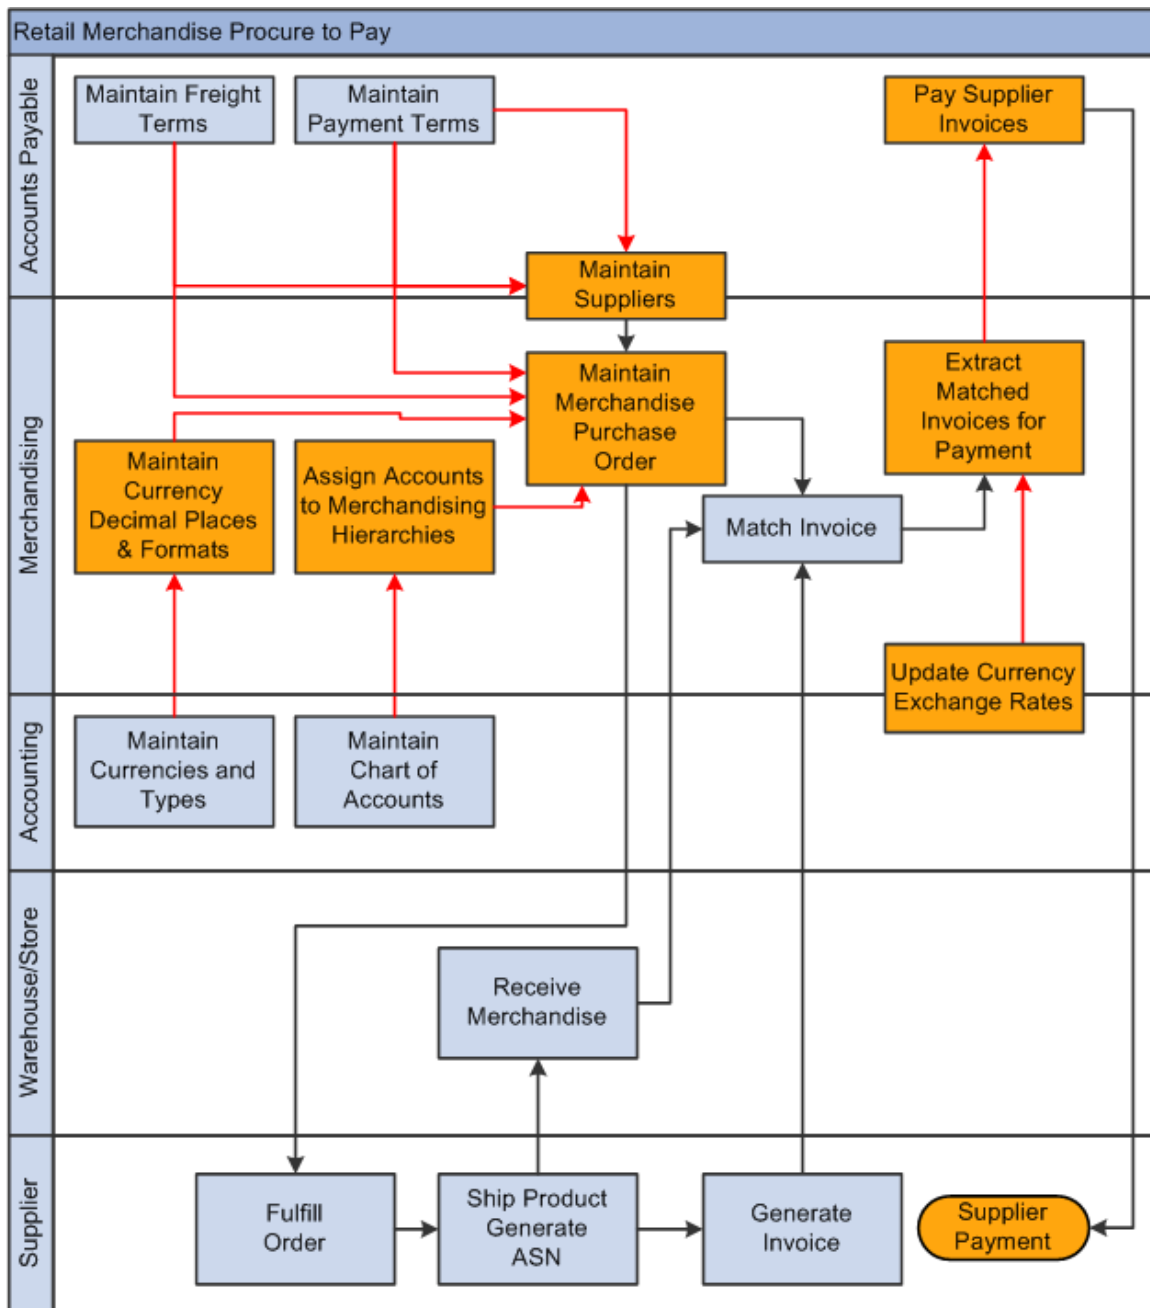 Retail Merchandise Procure to Pay
Accounts Payable
Maintain Freight
Terms
Maintain
Payment Terms
Pay Supplier
Invoices
Maintain
Suppliers
Merchandising
Maintain
Merchandise
Purchase
Order
Extract
Matched
Invoices for
Payment
Maintain
Currency
Decimal Places
& Formats
Assign Accounts
to Merchandising
Hierarchies
Match Invoice
Update Currency
Exchange Rates
Accounting
Maintain
Currencies and
Types
Maintain
Chart of
Accounts
Warehouse/Store
Receive
Merchandise
Supplier
Fulfill
Order
Ship Product
Generate
ASN
Generate
Invoice
Supplier
Payment